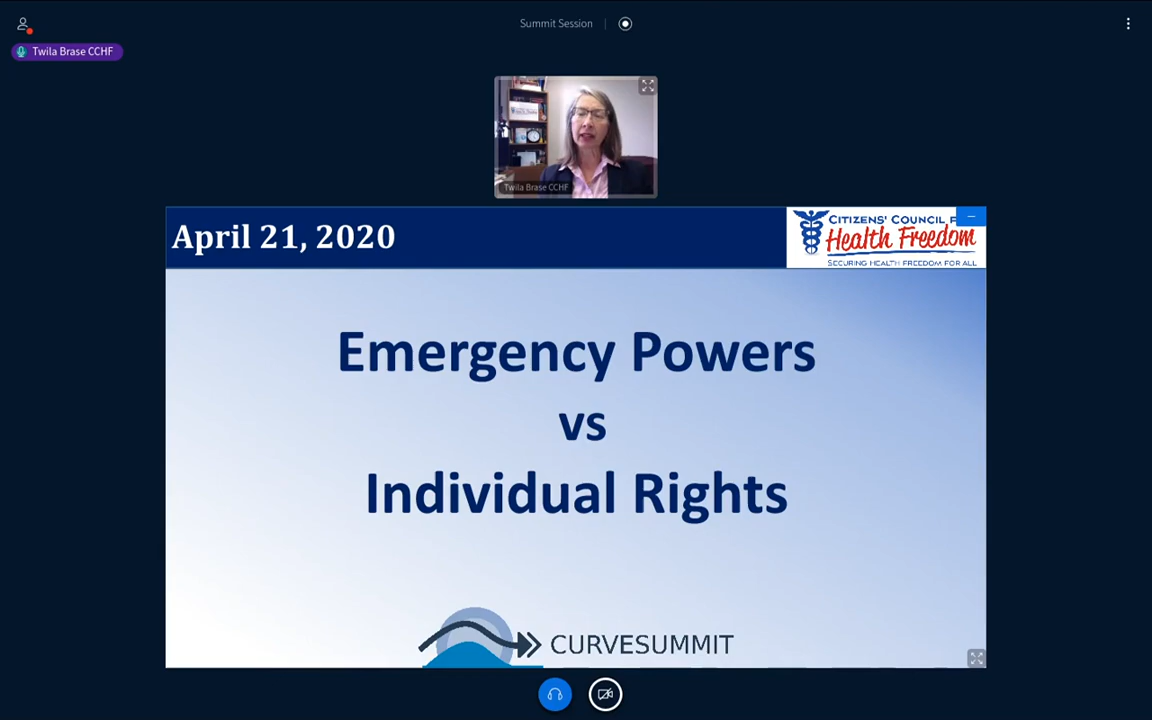 Summit Session
Twila Brase CCHF
Twila Brase CCHF
April 21, 2020
CITIZENS' COUNCIL F
Health Freedom
SECURING HEALTH FREEDOM FOR ALL
Emergency Powers
vs
Individual Rights
CURVESUMMIT